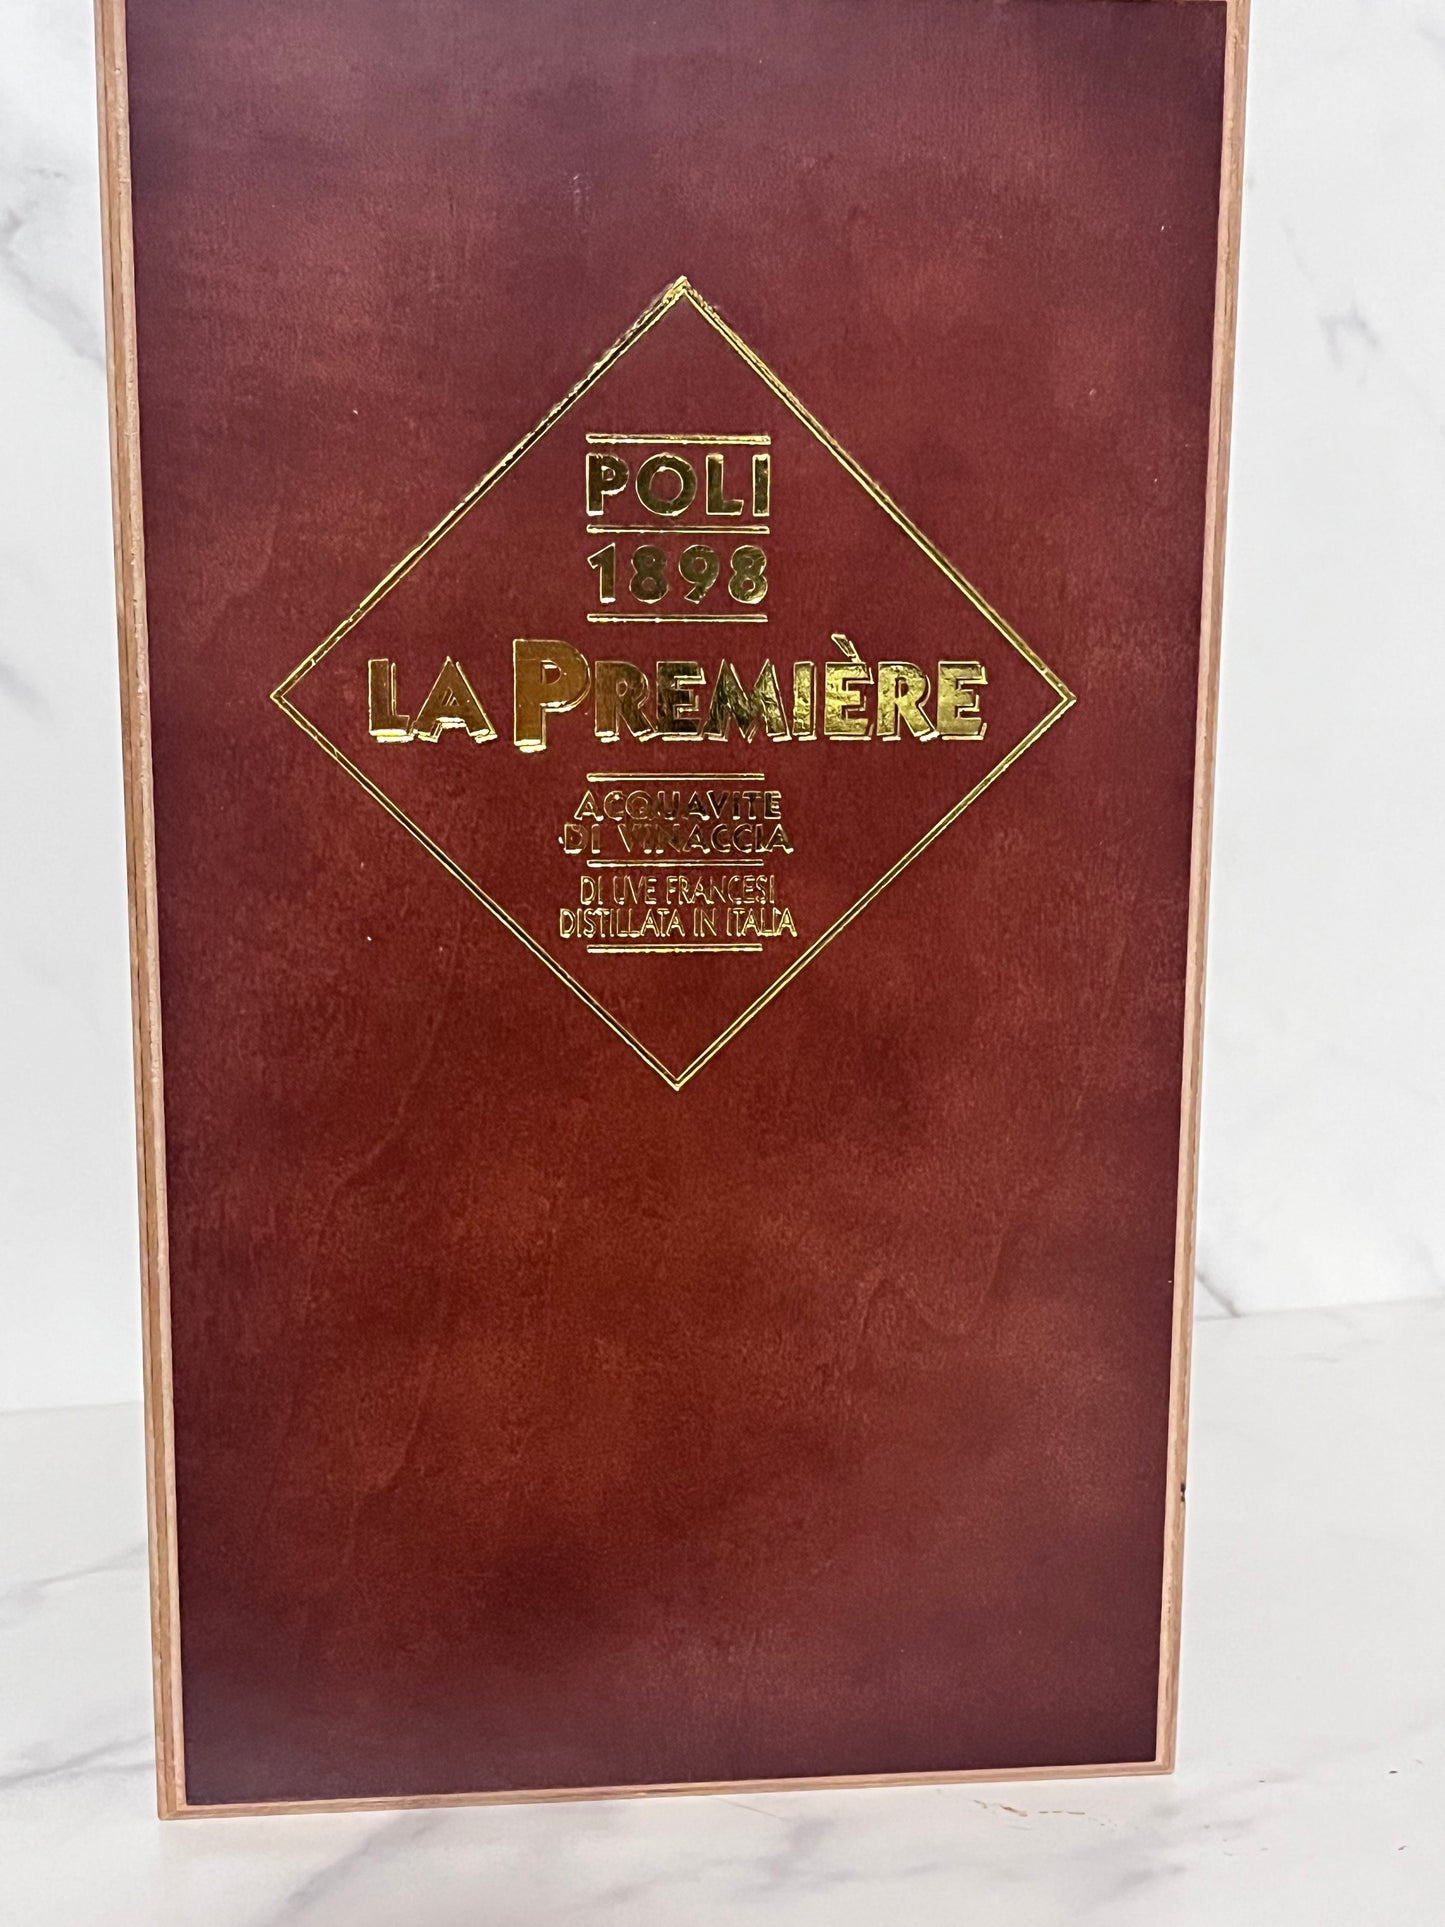 POLI
1898
LA PREMIÈRE
ACQUAVITE
DI VINACCIA
DI UVE FRANCESI
DISTILLATA IN ITALIA